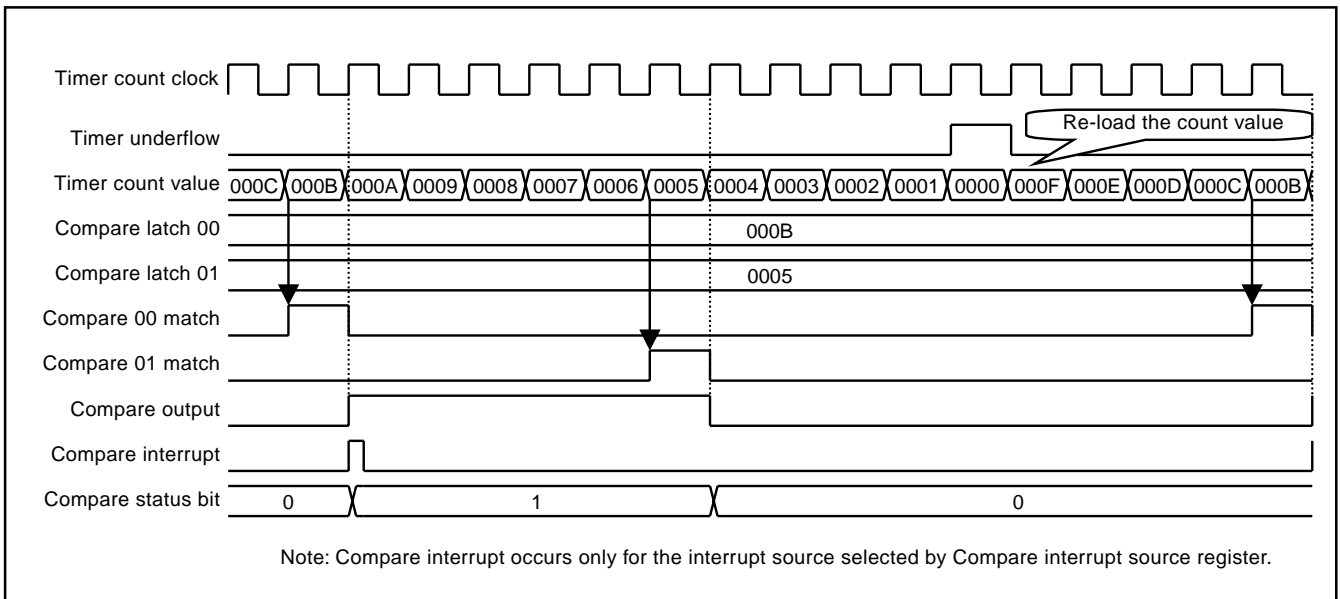 Timer count clock
Timer underflow
Re-load the count value
Timer count value 000C 000B 000A 0009 0008 0007 0006 0005 0004 0003 0002 0001 0000 000F 000E 000D 000C 000B
Compare latch 00 000B
Compare latch 01 0005
Compare 00 match
Compare 01 match
Compare output
Compare interrupt
Compare status bit 0 1 0
Note: Compare interrupt occurs only for the interrupt source selected by Compare interrupt source register.